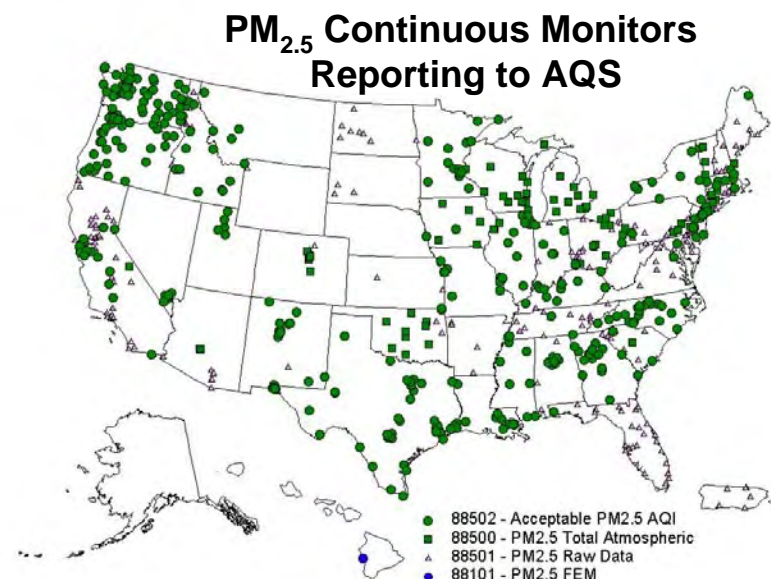 PM2.5 Continuous Monitors
Reporting to AQS
88502 - Acceptable PM2.5 AQI
88500 - PM2.5 Total Atmospheric
88501 - PM2.5 Raw Data
88101 - PM2.5 FEM